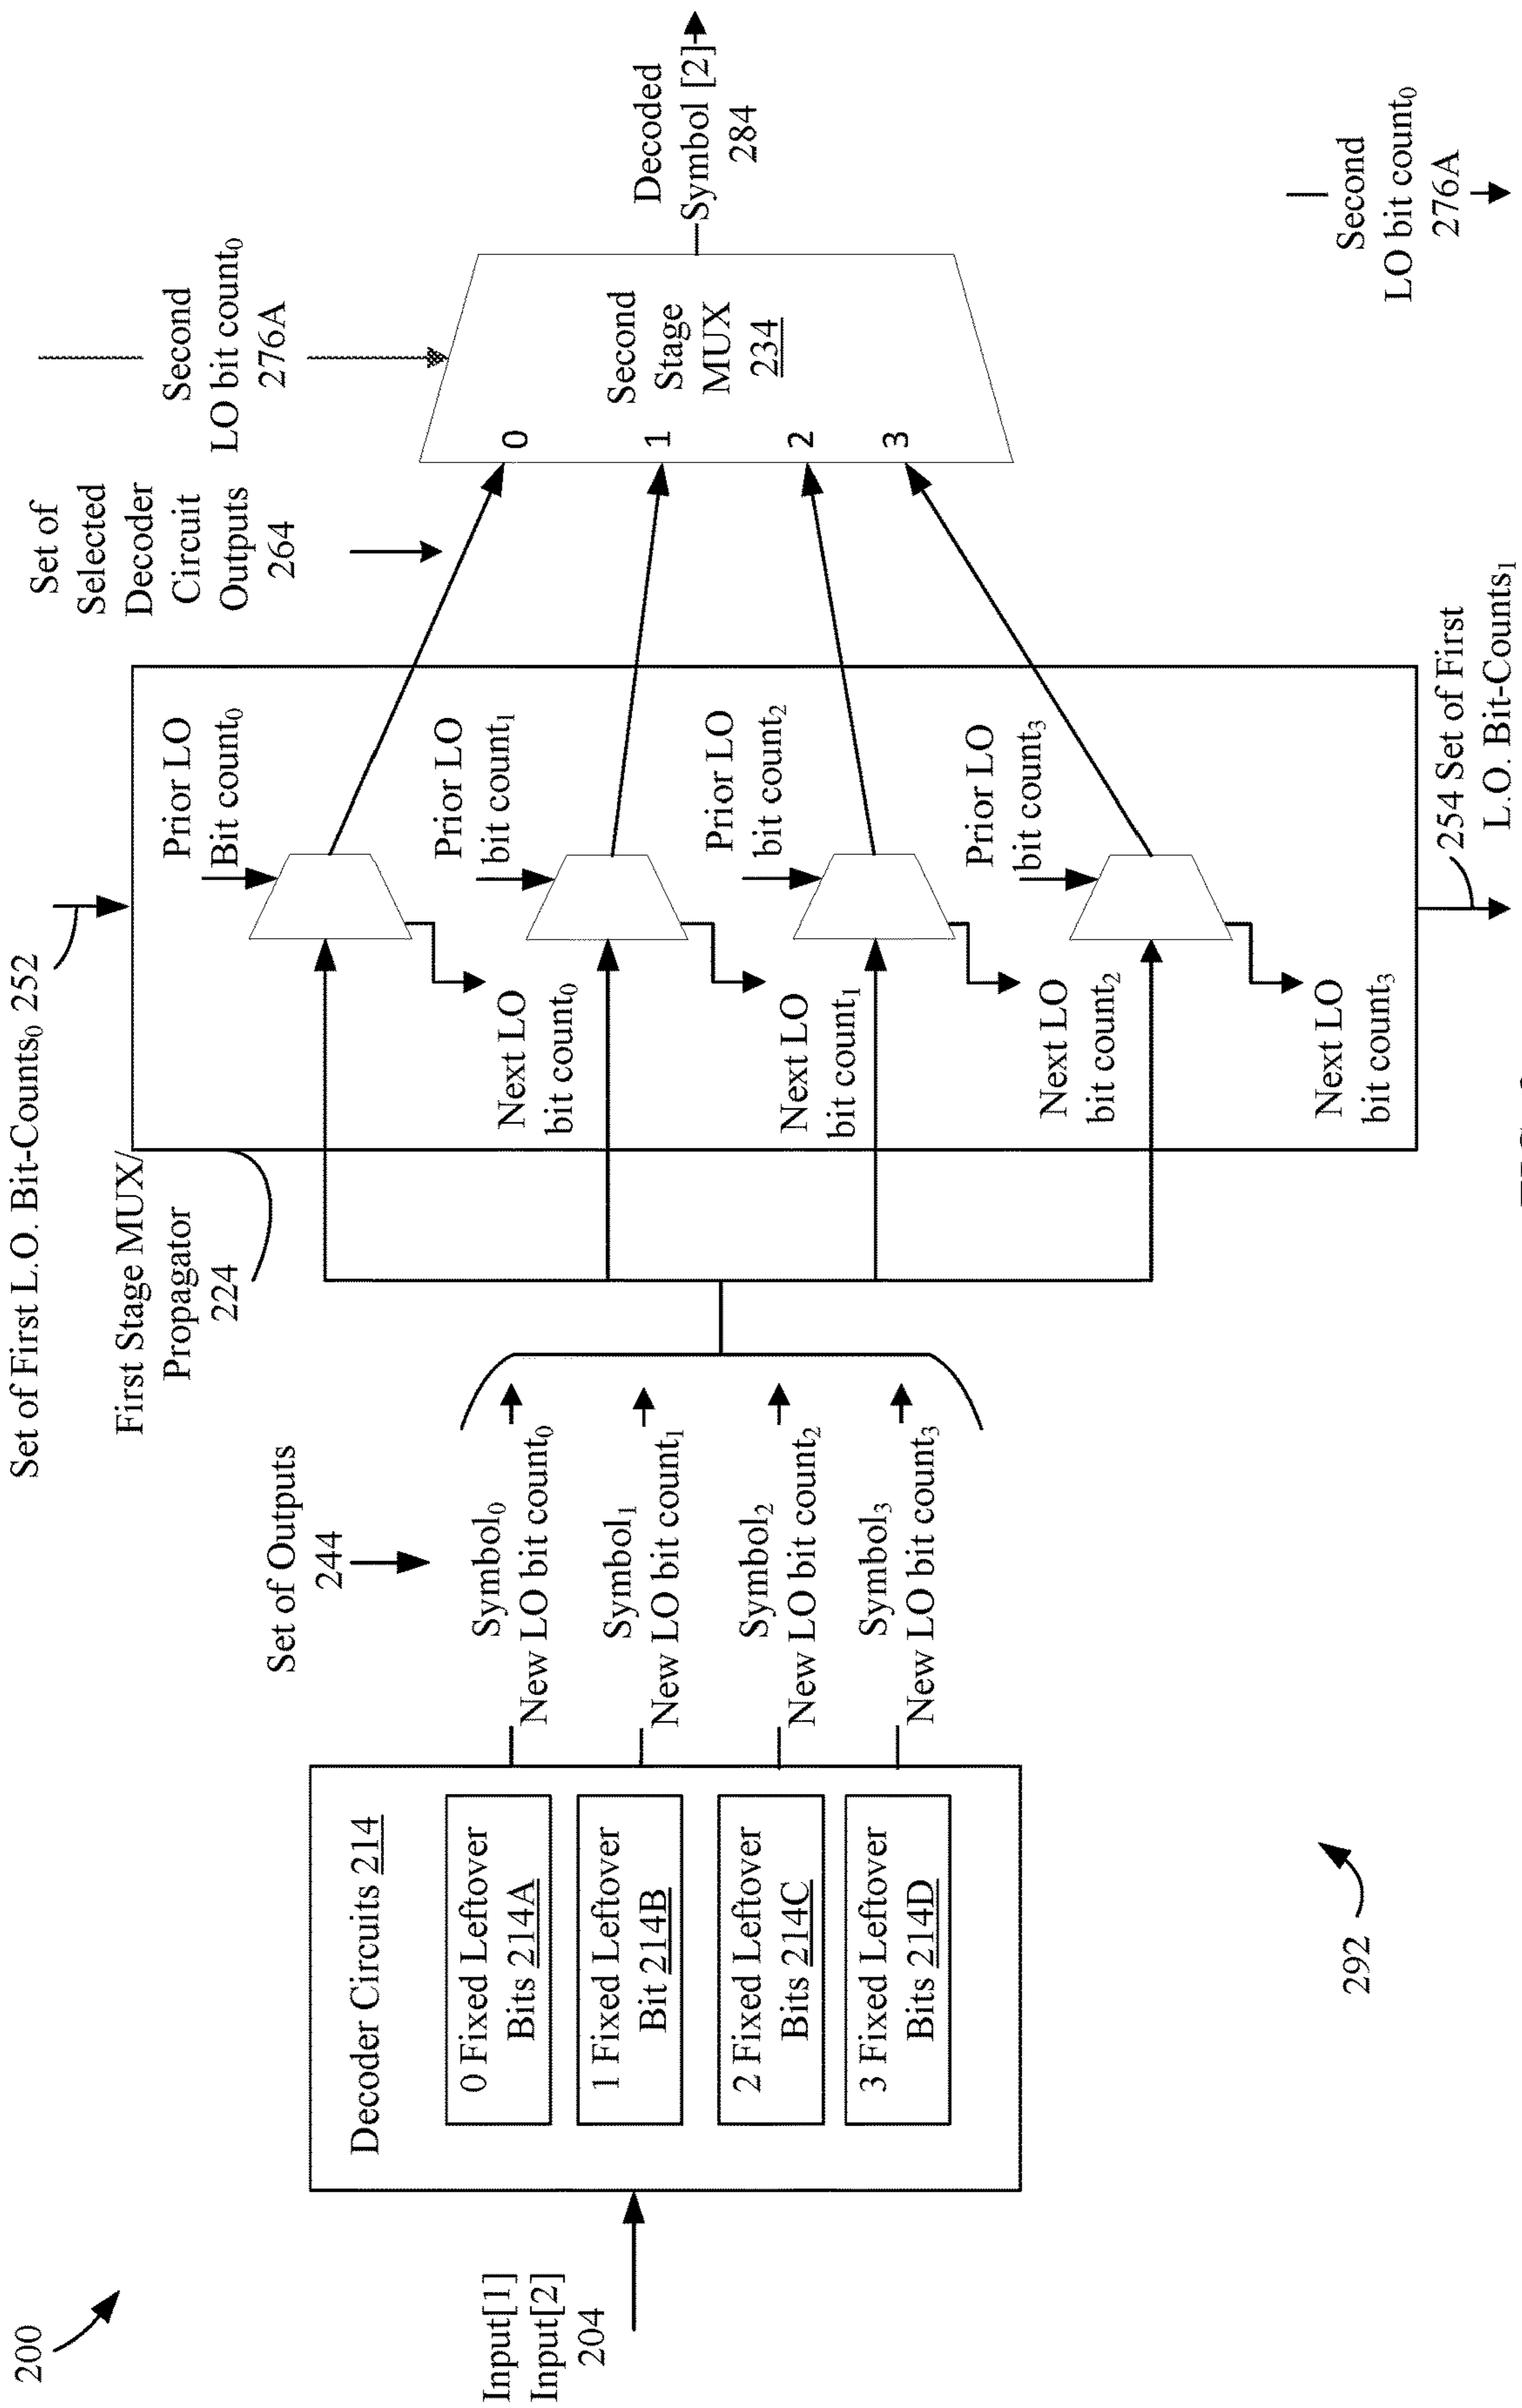 200
Set of First L.O. Bit-Counts₀ 252
First Stage MUX/
Propagator
224
Input[1]
Input[2]
204
Decoder Circuits 214
0 Fixed Leftover
Bits 214A
1 Fixed Leftover
Bit 214B
2 Fixed Leftover
Bits 214C
3 Fixed Leftover
Bits 214D
Set of Outputs
244
Symbol₀
New LO bit count₀
Symbol₁
New LO bit count₁
Symbol₂
New LO bit count₂
Symbol₃
New LO bit count₃
Prior LO
Bit count₀
Next LO
bit count₀
Prior LO
bit count₁
Next LO
bit count₁
Prior LO
bit count₂
Next LO
bit count₂
Prior LO
bit count₃
Next LO
bit count₃
254 Set of First
L.O. Bit-Counts₁
Set of
Selected
Decoder
Circuit
Outputs
264
Second
LO bit count₀
276A
0
1
2
3
Second
Stage
MUX
234
Decoded
Symbol [2]
284
Second
LO bit count₀
276A
292